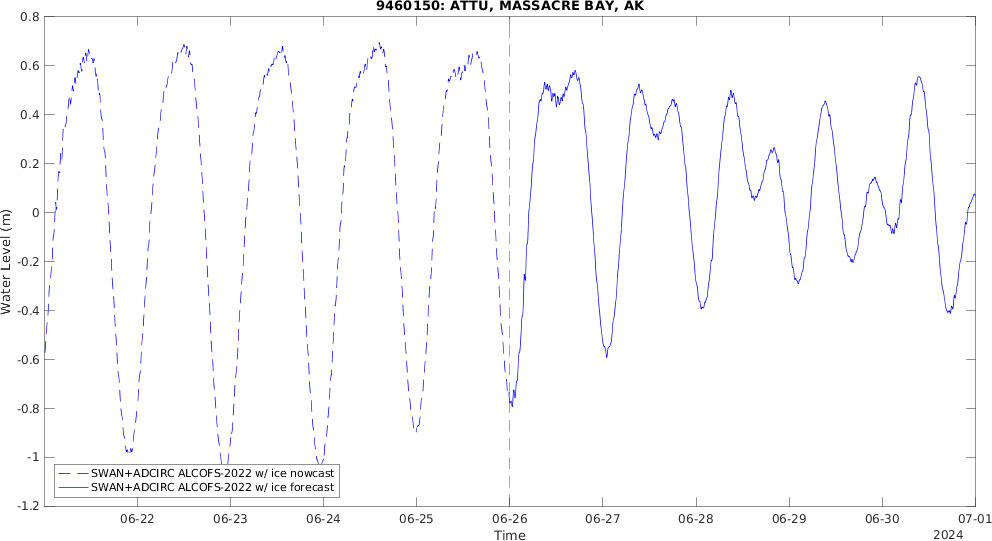 9460150: ATTU, MASSACRE BAY, AK
Water Level (m)
0.8
0.6
0.4
0.2
0
-0.2
-0.4
-0.6
-0.8
-1
-1.2
SWAN+ADCIRC ALCOFS-2022 w/ ice nowcast
SWAN+ADCIRC ALCOFS-2022 w/ ice forecast
06-22 06-23 06-24 06-25 06-26 06-27 06-28 06-29 06-30 07-01
Time
2024